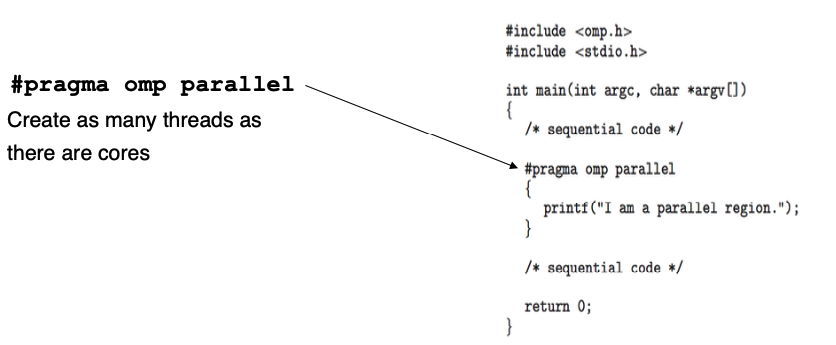 #pragma omp parallel
Create as many threads as
there are cores
#include <omp.h>
#include <stdio.h>
int main(int argc, char *argv[])
{
/* sequential code */
#pragma omp parallel
{
printf("I am a parallel region.");
}
/* sequential code */
return 0;
}